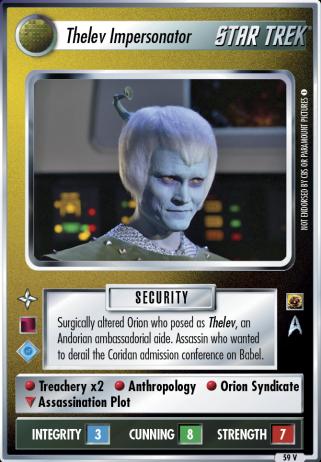 Thelev Impersonator STAR TREK
NOT ENDORSED BY CBS OR PARAMOUNT PICTURES
SECURITY
Surgically altered Orion who posed as Thelev, an
Andorian ambassadorial aide. Assassin who wanted
to derail the Coridan admission conference on Babel.
Treachery x2 Anthropology Orion Syndicate
Assassination Plot
INTEGRITY 3 CUNNING 8 STRENGTH 7
59 V